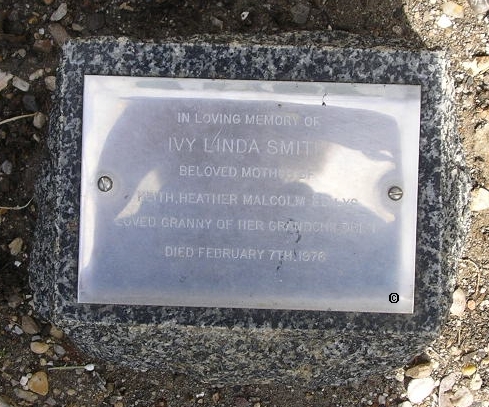 IN LOVING MEMORY OF
IVY LINDA SMITH
BELOVED MOTHER OF
KEITH, HEATHER MALCOLM
LOVED GRANNY OF HER GRANDCHILDREN
DIED FEBRUARY 7TH, 1976
©